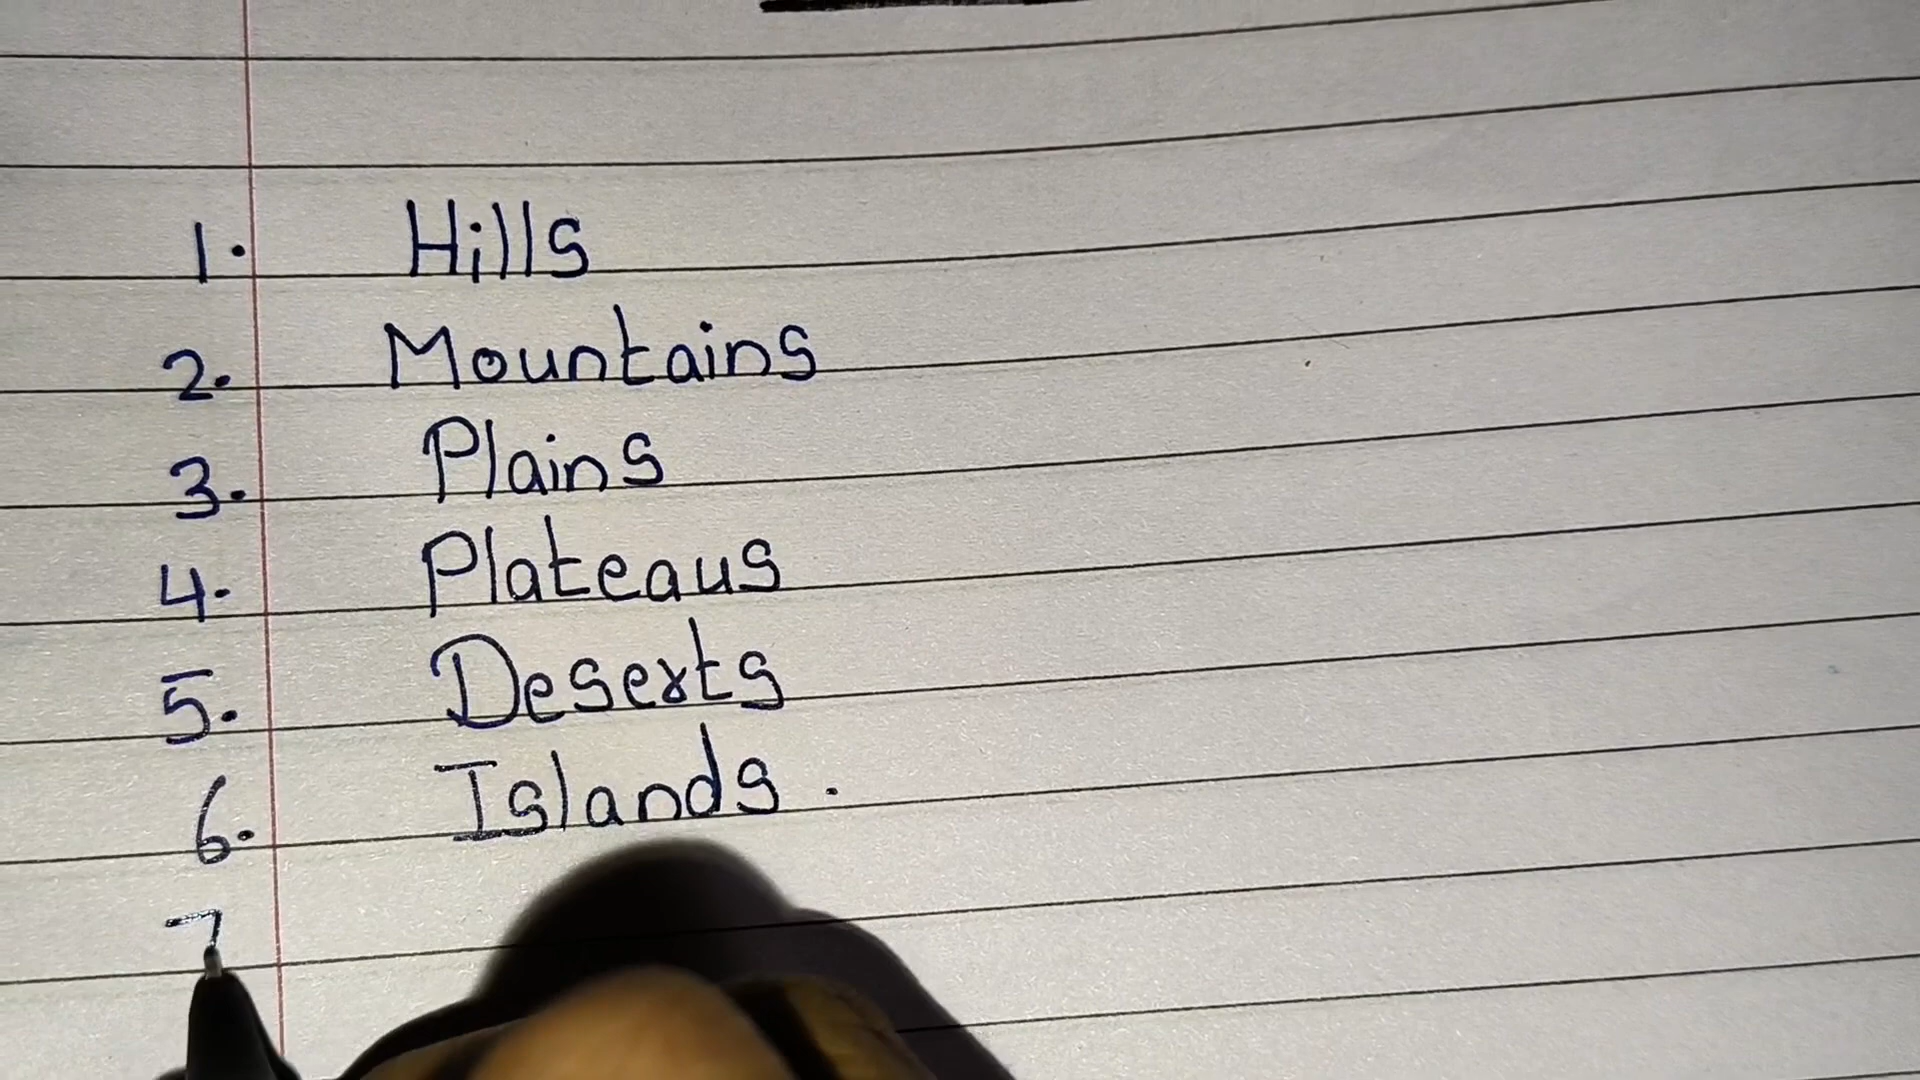 1. Hills
2. Mountains
3. Plains
4. Plateaus
5. Deserts
6. Islands.
7